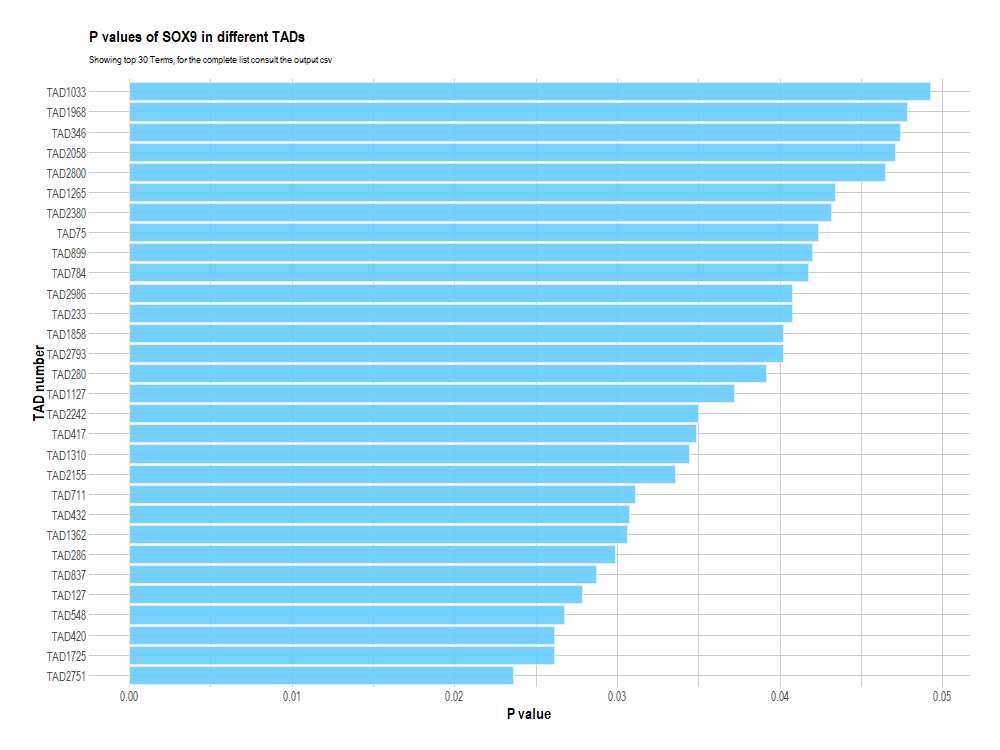 P values of SOX9 in different TADs
Showing top 30 Terms, for the complete list consult the output csv
TAD1033
TAD1968
TAD346
TAD2058
TAD2800
TAD1265
TAD2380
TAD75
TAD899
TAD784
TAD2986
TAD233
TAD1858
TAD2793
TAD280
TAD1127
TAD2242
TAD417
TAD1310
TAD2155
TAD711
TAD432
TAD1362
TAD286
TAD837
TAD127
TAD548
TAD420
TAD1725
TAD2751
TAD number
0.00 0.01 0.02 0.03 0.04 0.05
P value